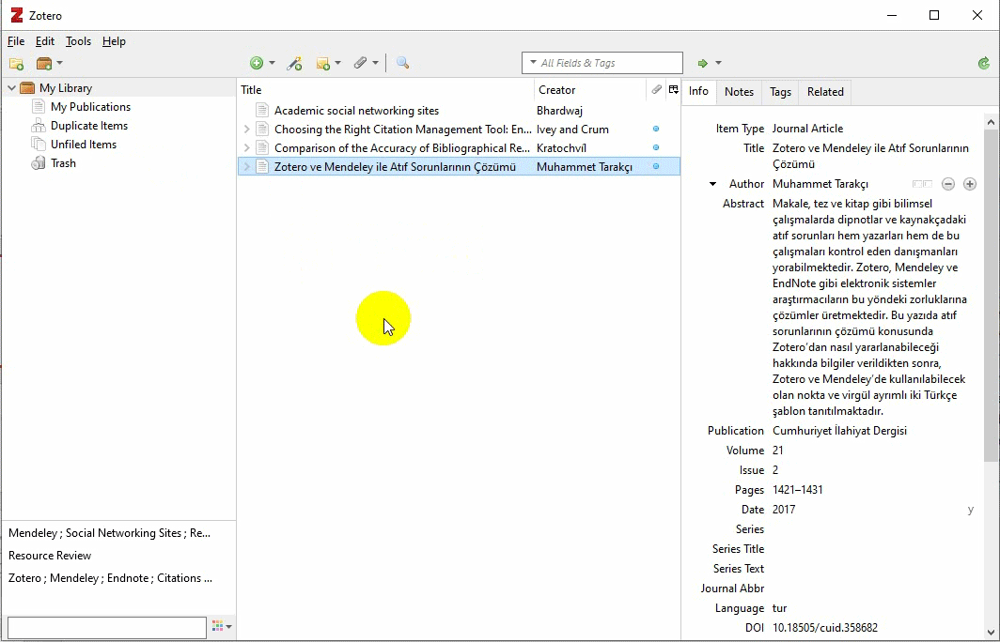 Zotero
File Edit Tools Help
All Fields & Tags
My Library
My Publications
Duplicate Items
Unfiled Items
Trash
Title Creator
Academic social networking sites Bhardwaj
Choosing the Right Citation Management Tool: En... Ivey and Crum
Comparison of the Accuracy of Bibliographical Re... Kratochvíl
Zotero ve Mendeley ile Atıf Sorunlarının Çözümü Muhammet Tarakçı
Mendeley ; Social Networking Sites ; Re...
Resource Review
Zotero ; Mendeley ; Endnote ; Citations ...
Info Notes Tags Related
Item Type Journal Article
Title Zotero ve Mendeley ile Atıf Sorunlarının
Çözümü
Author Muhammet Tarakçı
Abstract Makale, tez ve kitap gibi bilimsel
çalışmalarda dipnotlar ve kaynakçadaki
atıf sorunları hem yazarları hem de bu
çalışmaları kontrol eden danışmanları
yorabilmektedir. Zotero, Mendeley ve
EndNote gibi elektronik sistemler
araştırmacıların bu yöndeki zorluklarına
çözümler üretmektedir. Bu yazıda atıf
sorunlarının çözümü konusunda
Zotero’dan nasıl yararlanabileceği
hakkında bilgiler verildikten sonra,
Zotero ve Mendeley’de kullanılabilecek
olan nokta ve virgül ayrımlı iki Türkçe
şablon tanıtılmaktadır.
Publication Cumhuriyet İlahiyat Dergisi
Volume 21
Issue 2
Pages 1421–1431
Date 2017 y
Series
Series Title
Series Text
Journal Abbr
Language tur
DOI 10.18505/cuid.358682